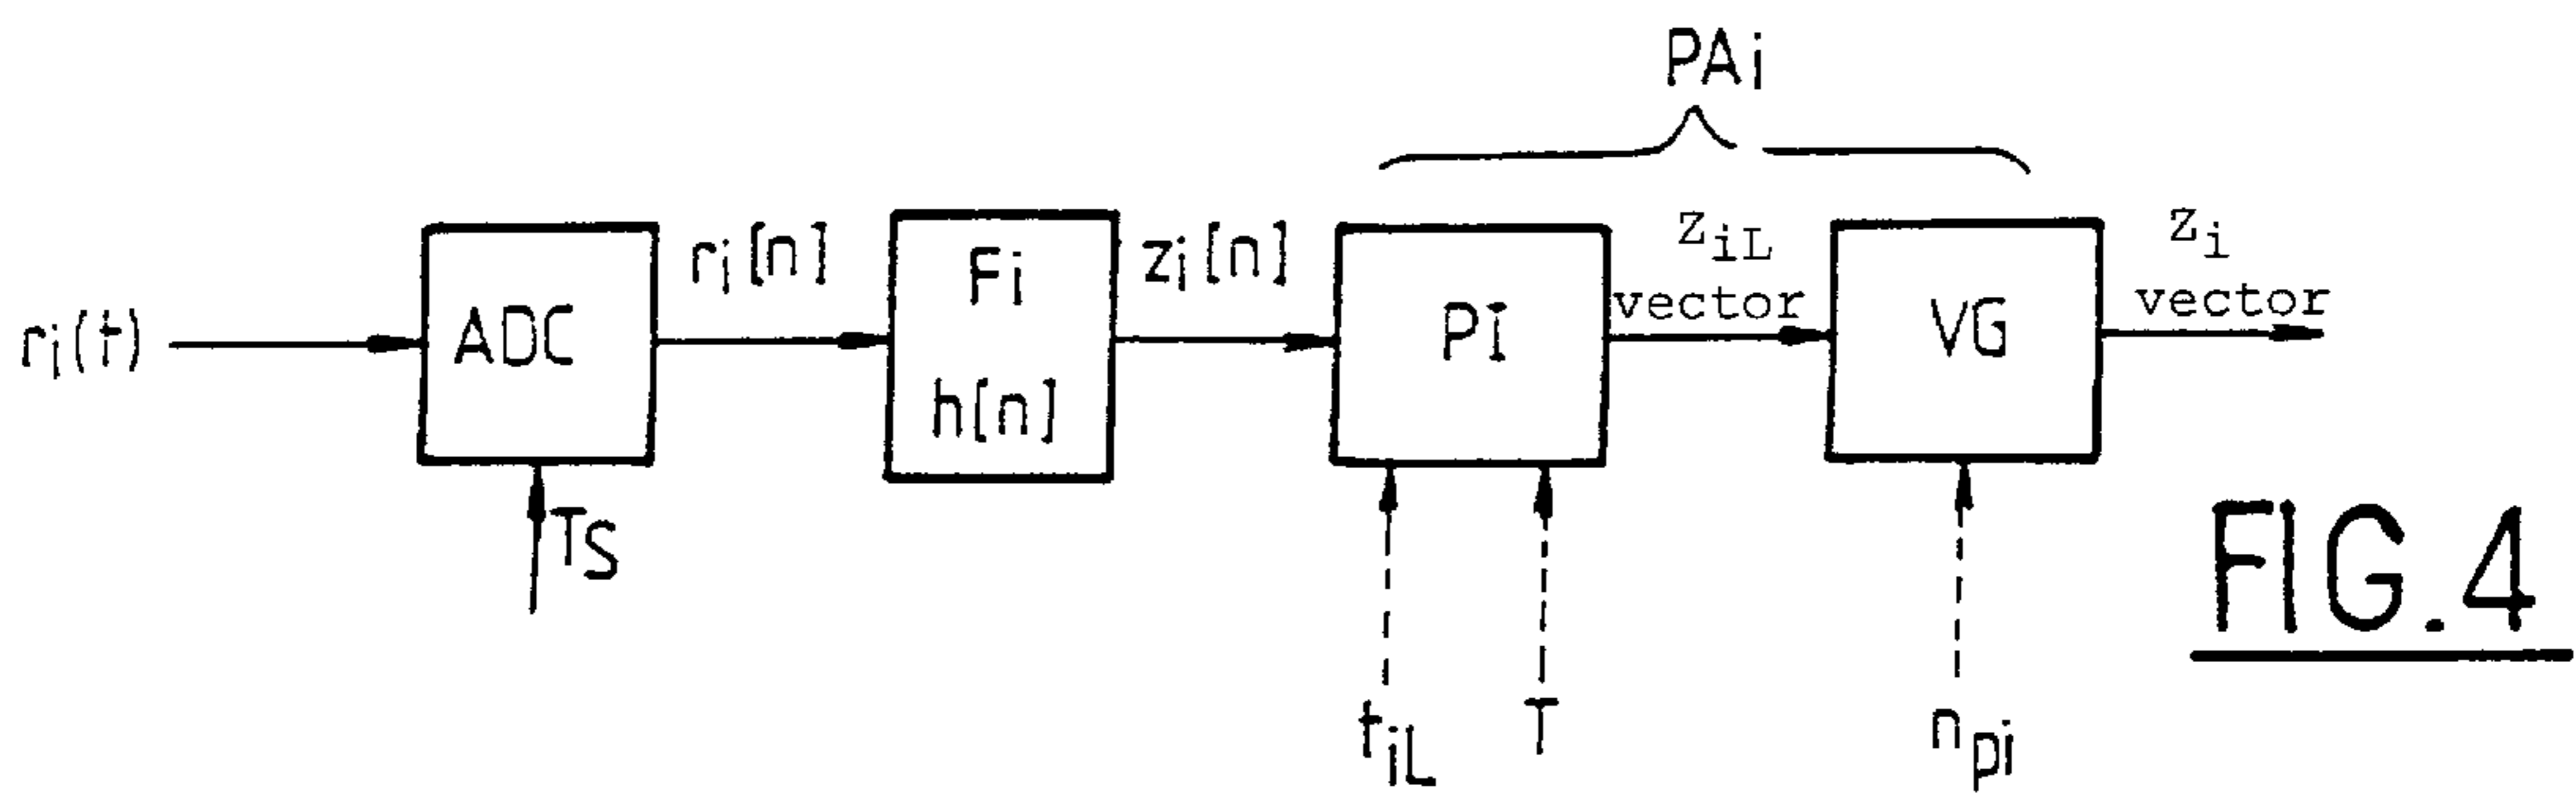 PAi
ri(t)
ADC
ri[n]
Fi
h[n]
zi[n]
PI
ZiL
vector
VG
Zi
vector
TS
tiL
T
npi
FIG.4